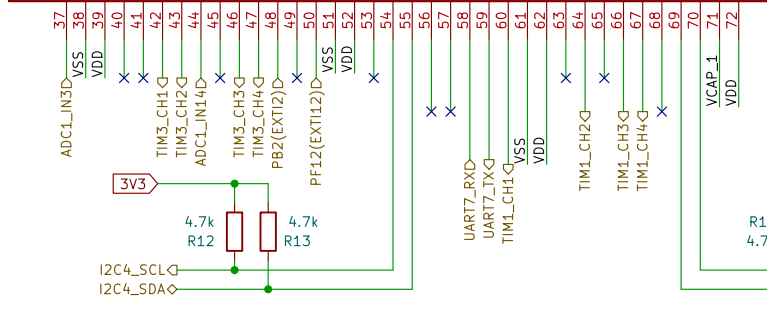 37 38 39 40 41 42 43 44 45 46 47 48 49 50 51 52 53 54 55 56 57 58 59 60 61 62 63 64 65 66 67 68 69 70 71 72
ADC1_IN3
VSS
VDD
TIM3_CH1
TIM3_CH2
ADC1_IN14
TIM3_CH3
TIM3_CH4
PB2(EXTI2)
PF12(EXTI12)
VSS
VDD
UART7_RX
UART7_TX
TIM1_CH1
VSS
VDD
TIM1_CH2
TIM1_CH3
TIM1_CH4
VCAP_1
VDD
3V3
4.7k
R12
4.7k
R13
R1
4.7
I2C4_SCL
I2C4_SDA